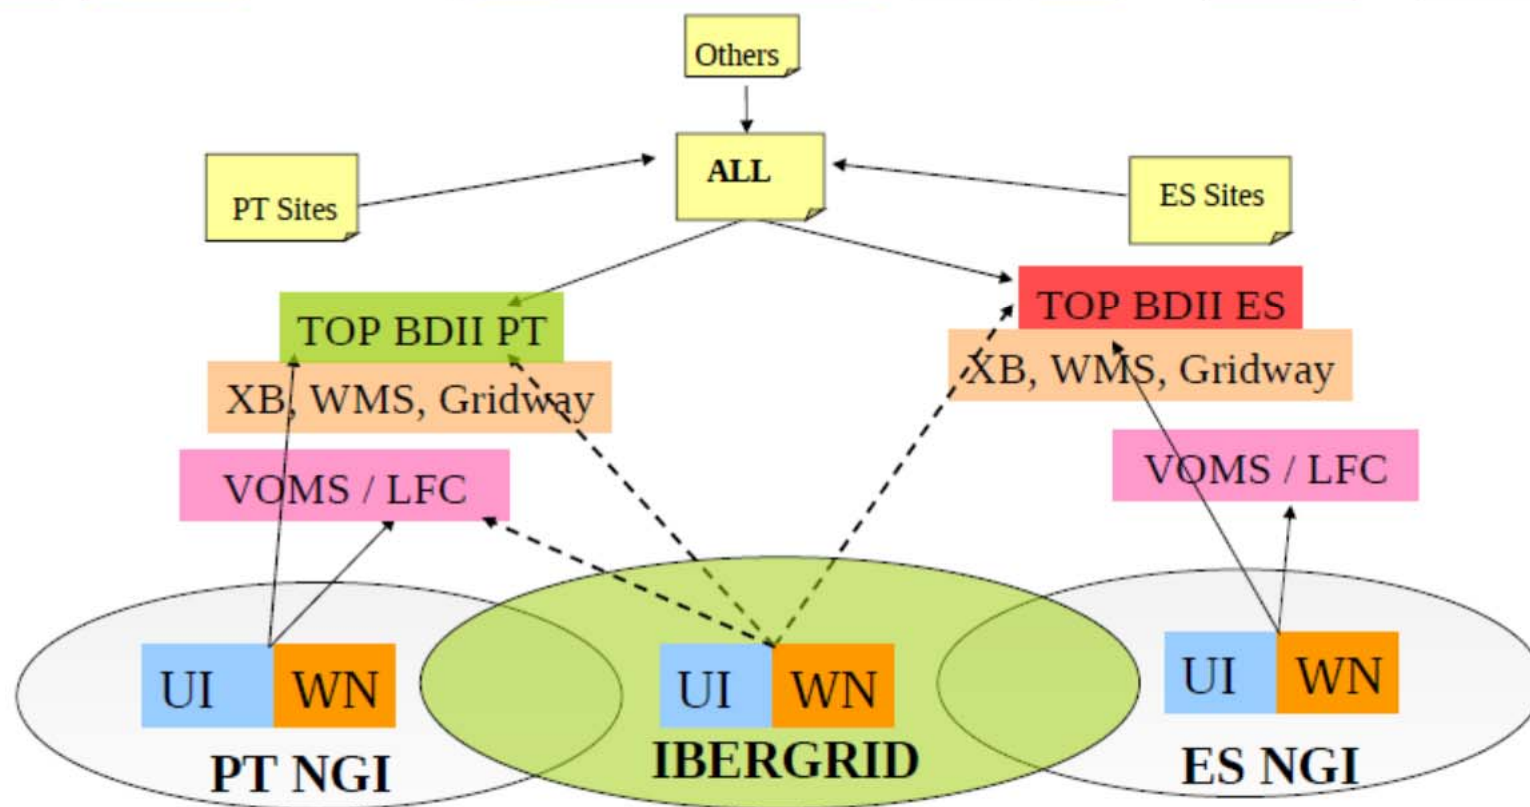 Others
ALL
PT Sites
ES Sites
TOP BDII PT
TOP BDII ES
XB, WMS, Gridway
XB, WMS, Gridway
VOMS / LFC
VOMS / LFC
UI WN
UI WN
UI WN
PT NGI
IBERGRID
ES NGI